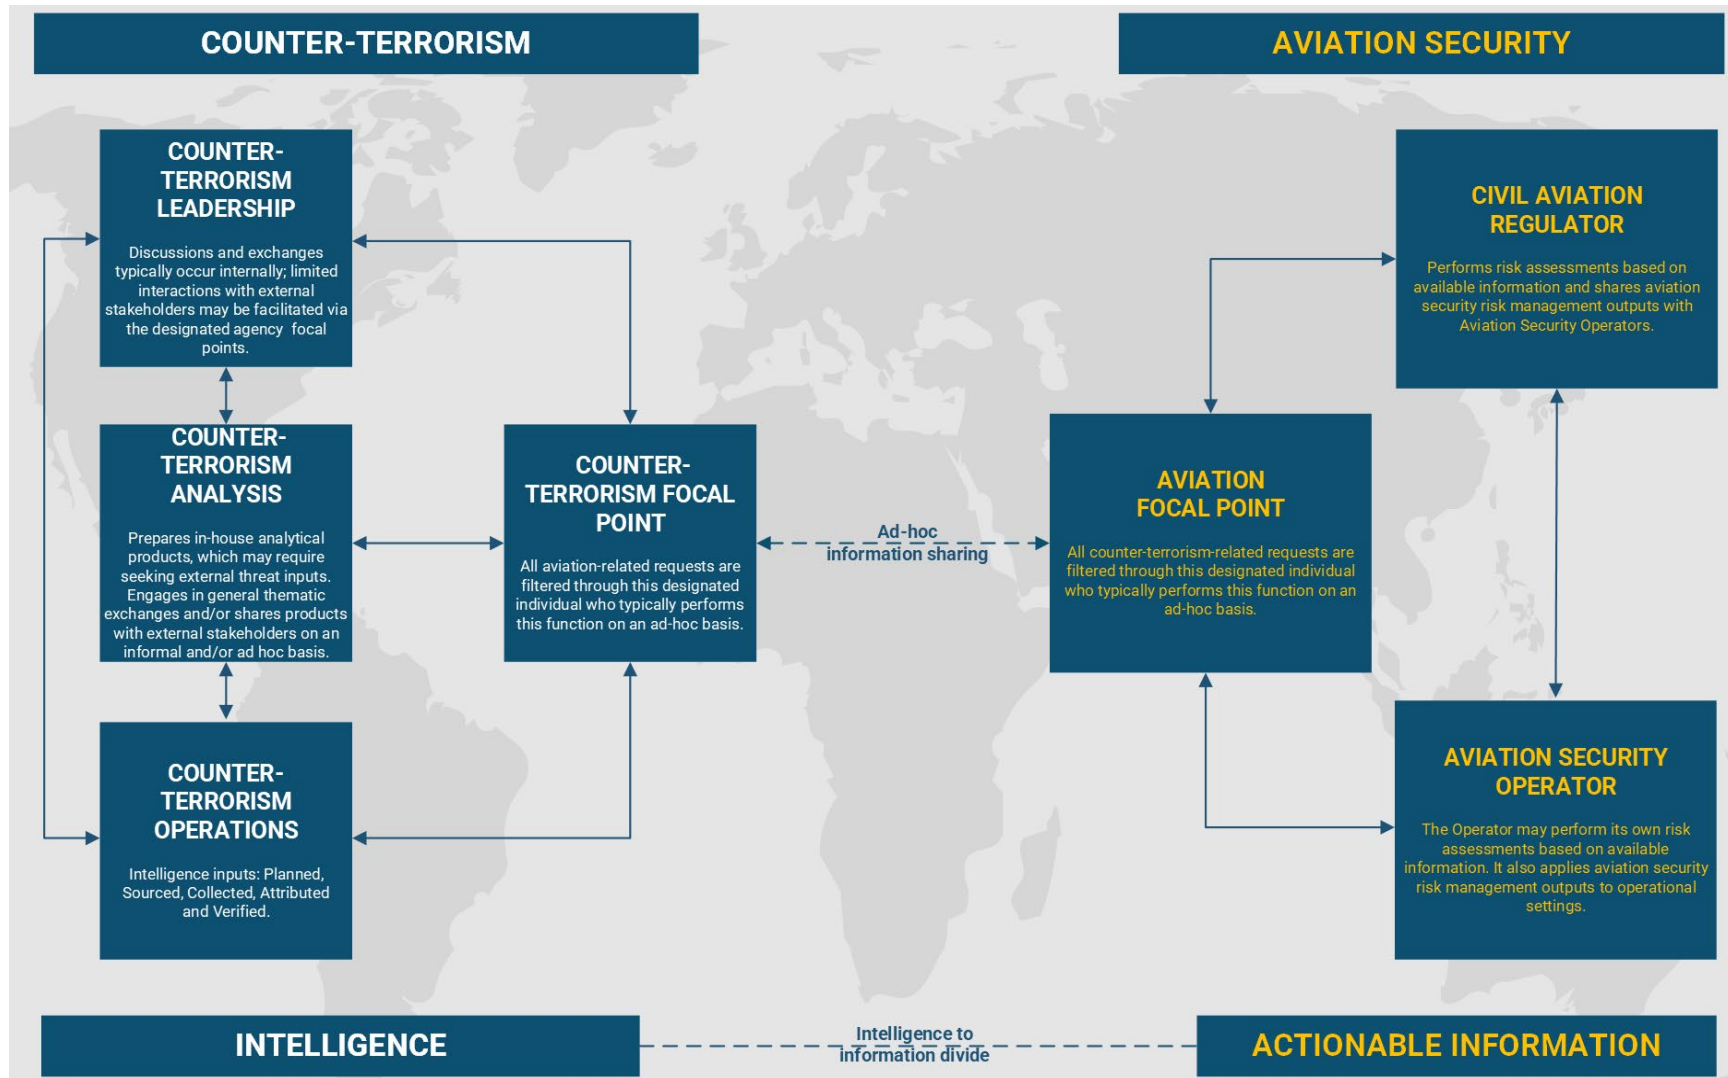 COUNTER-TERRORISM
AVIATION SECURITY
COUNTER-
TERRORISM
LEADERSHIP
Discussions and exchanges
typically occur internally; limited
interactions with external
stakeholders may be facilitated via
the designated agency focal
points.
COUNTER-
TERRORISM
ANALYSIS
Prepares in-house analytical
products, which may require
seeking external threat inputs.
Engages in general thematic
exchanges and/or shares products
with external stakeholders on an
informal and/or ad hoc basis.
COUNTER-
TERRORISM
OPERATIONS
Intelligence inputs: Planned,
Sourced, Collected, Attributed
and Verified.
COUNTER-
TERRORISM FOCAL
POINT
All aviation-related requests are
filtered through this designated
individual who typically performs
this function on an ad-hoc basis.
Ad-hoc
information sharing
AVIATION
FOCAL POINT
All counter-terrorism-related requests are
filtered through this designated individual
who typically performs this function on an
ad-hoc basis.
CIVIL AVIATION
REGULATOR
Performs risk assessments based on
available information and shares aviation
security risk management outputs with
Aviation Security Operators.
AVIATION SECURITY
OPERATOR
The Operator may perform its own risk
assessments based on available
information. It also applies aviation security
risk management outputs to operational
settings.
INTELLIGENCE
Intelligence to
information divide
ACTIONABLE INFORMATION